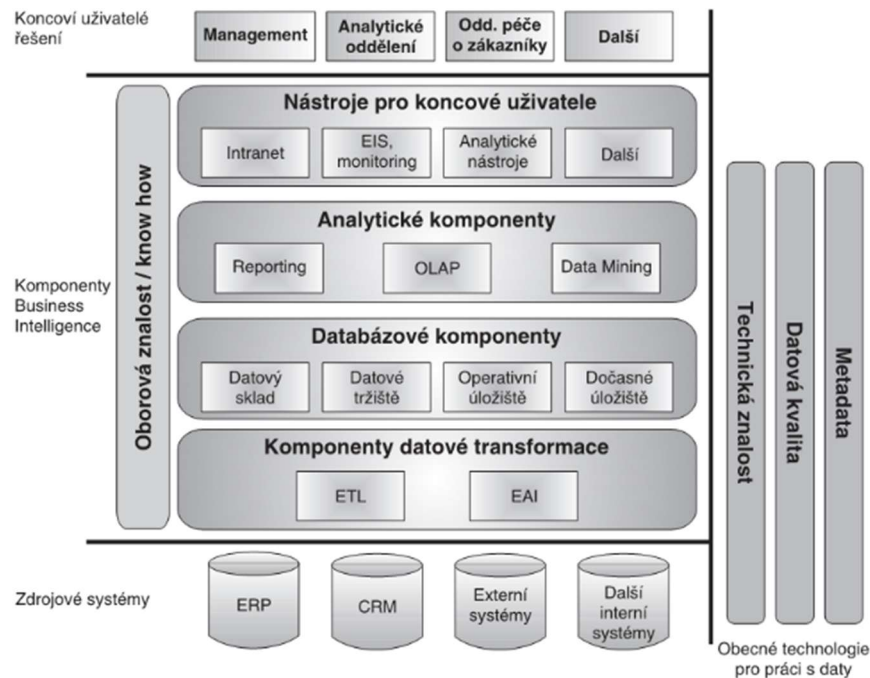 Koncoví uživatelé
řešení
Management
Analytické
oddělení
Odd. péče
o zákazníky
Další
Komponenty
Business
Intelligence
Oborová znalost / know how
Nástroje pro koncové uživatele
Intranet
EIS,
monitoring
Analytické
nástroje
Další
Analytické komponenty
Reporting
OLAP
Data Mining
Databázové komponenty
Datový
sklad
Datové
tržiště
Operativní
úložiště
Dočasné
úložiště
Komponenty datové transformace
ETL
EAI
Zdrojové systémy
ERP
CRM
Externí
systémy
Další
interní
systémy
Technická znalost
Datová kvalita
Metadata
Obecné technologie
pro práci s daty